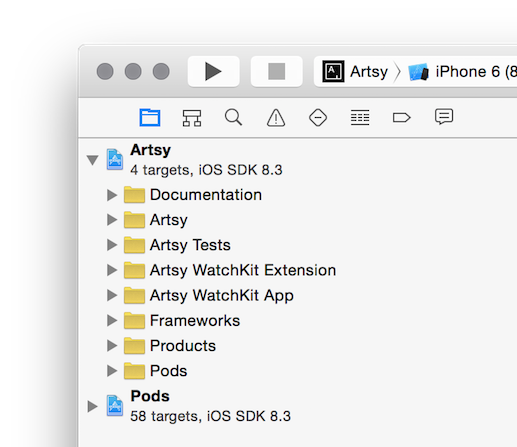 Artsy 〉 iPhone 6 (8
Artsy
4 targets, iOS SDK 8.3
Documentation
Artsy
Artsy Tests
Artsy WatchKit Extension
Artsy WatchKit App
Frameworks
Products
Pods
Pods
58 targets, iOS SDK 8.3